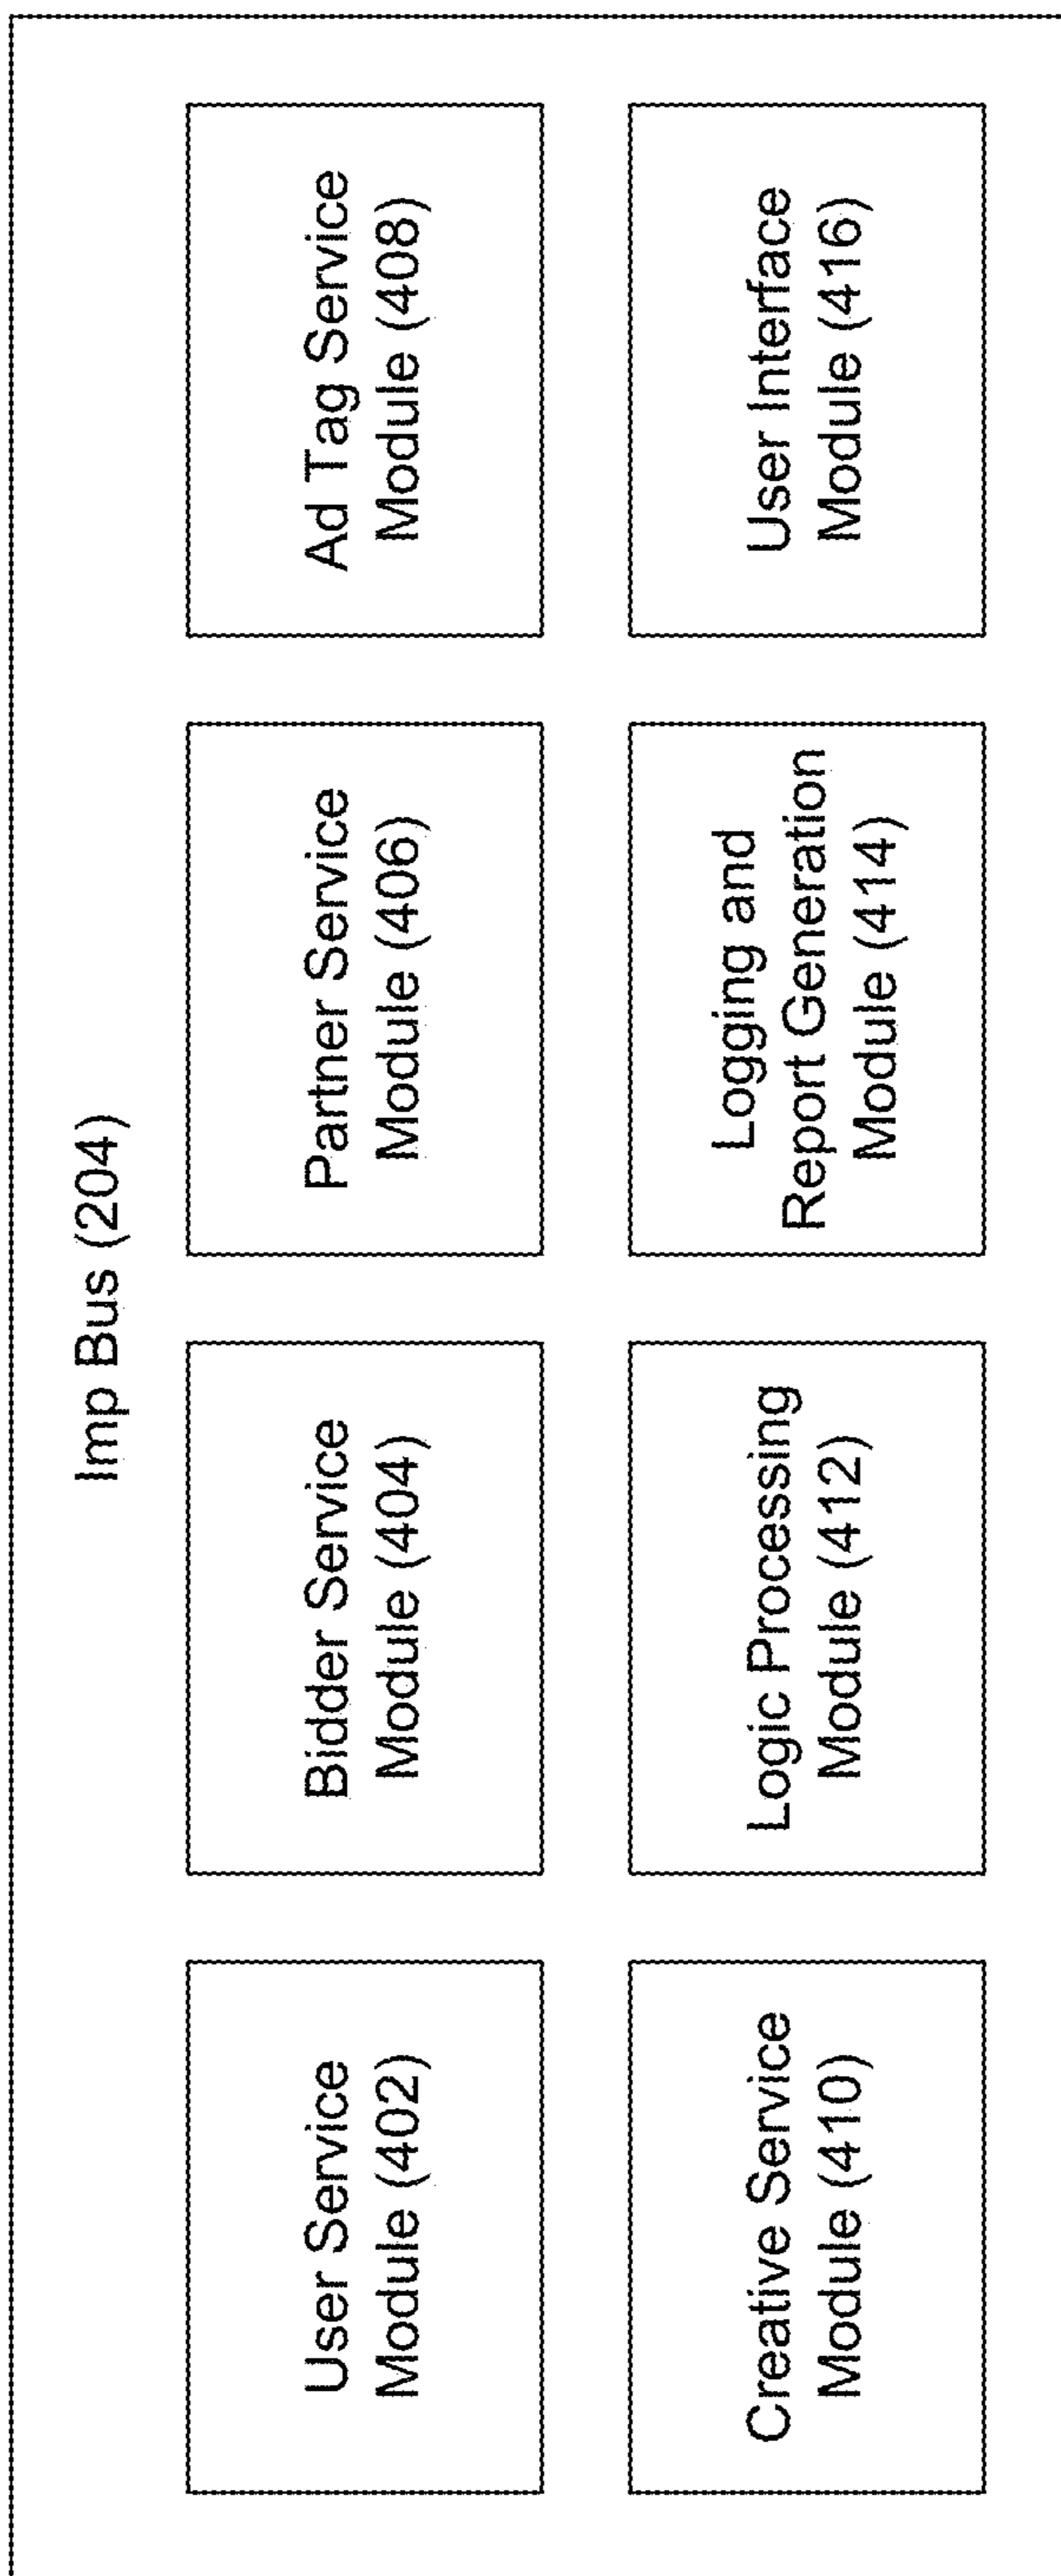 Imp Bus (204)
User Service
Module (402)
Bidder Service
Module (404)
Partner Service
Module (406)
Ad Tag Service
Module (408)
Creative Service
Module (410)
Logic Processing
Module (412)
Logging and
Report Generation
Module (414)
User Interface
Module (416)